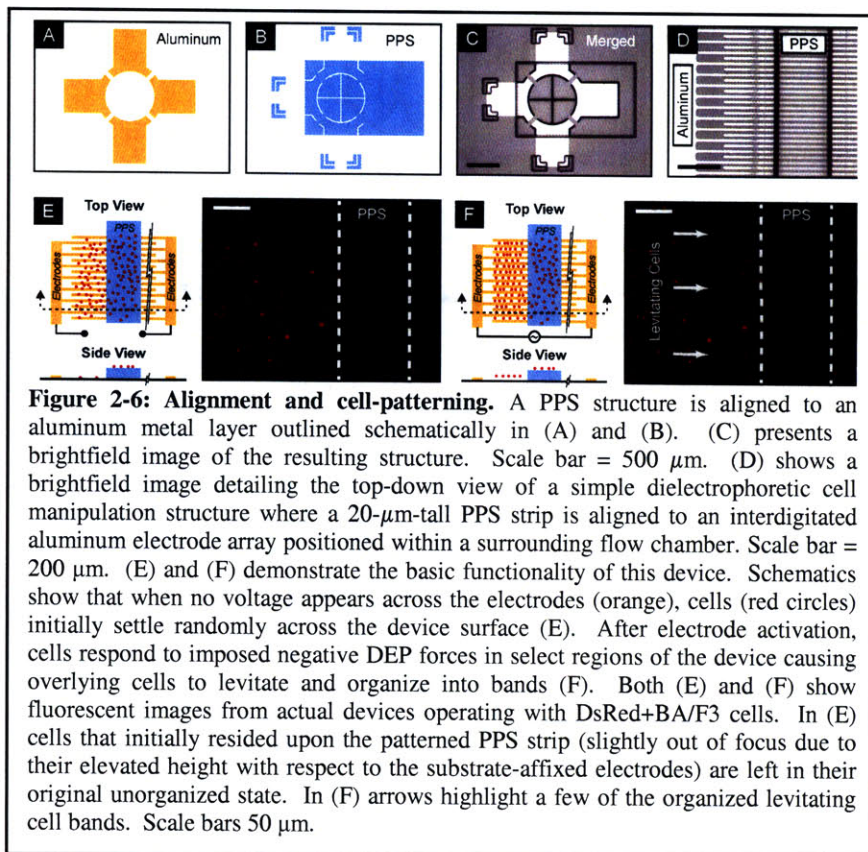 A
Aluminum
B
PPS
C
Merged
D
PPS
Aluminum
E
Top View
PPS
Electrodes
Electrodes
Side View
PPS
F
Top View
PPS
Electrodes
Electrodes
Side View
Levitating Cells
PPS
Figure 2-6: Alignment and cell-patterning. A PPS structure is aligned to an
aluminum metal layer outlined schematically in (A) and (B). (C) presents a
brightfield image of the resulting structure. Scale bar = 500 μm. (D) shows a
brightfield image detailing the top-down view of a simple dielectrophoretic cell
manipulation structure where a 20-μm-tall PPS strip is aligned to an interdigitated
aluminum electrode array positioned within a surrounding flow chamber. Scale bar =
200 μm. (E) and (F) demonstrate the basic functionality of this device. Schematics
show that when no voltage appears across the electrodes (orange), cells (red circles)
initially settle randomly across the device surface (E). After electrode activation,
cells respond to imposed negative DEP forces in select regions of the device causing
overlying cells to levitate and organize into bands (F). Both (E) and (F) show
fluorescent images from actual devices operating with DsRed+BA/F3 cells. In (E)
cells that initially resided upon the patterned PPS strip (slightly out of focus due to
their elevated height with respect to the substrate-affixed electrodes) are left in their
original unorganized state. In (F) arrows highlight a few of the organized levitating
cell bands. Scale bars 50 μm.